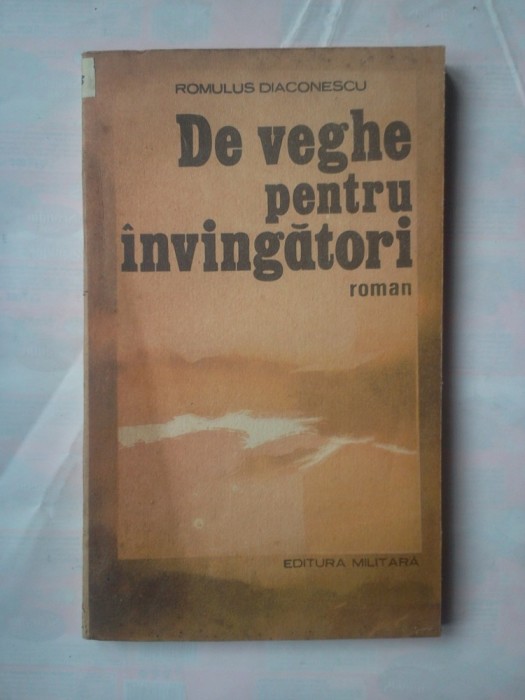 ROMULUS DIACONESCU
De veghe
pentru
învingători
roman
EDITURA MILITARĂ